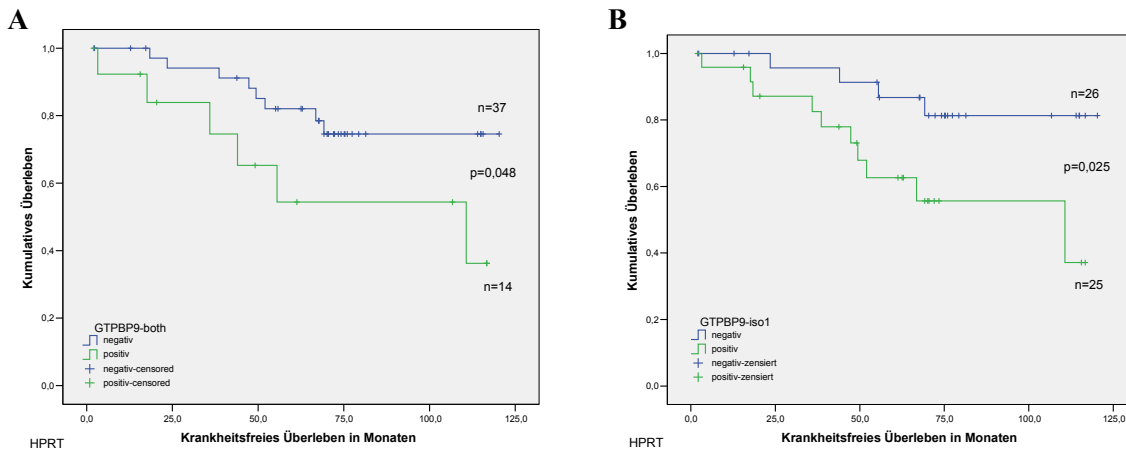 A
Kumulatives Überleben
1,0
0,8
0,6
0,4
0,2
0,0
n=37
p=0,048
n=14
GTPBP9-both
negativ
positiv
negativ-censored
positiv-censored
0,0 25,0 50,0 75,0 100,0 125,0
Krankheitsfreies Überleben in Monaten
HPRT
B
Kumulatives Überleben
1,0
0,8
0,6
0,4
0,2
0,0
n=26
p=0,025
n=25
GTPBP9-iso1
negativ
positiv
negativ-zensiert
positiv-zensiert
0,0 25,0 50,0 75,0 100,0 125,0
Krankheitsfreies Überleben in Monaten
HPRT